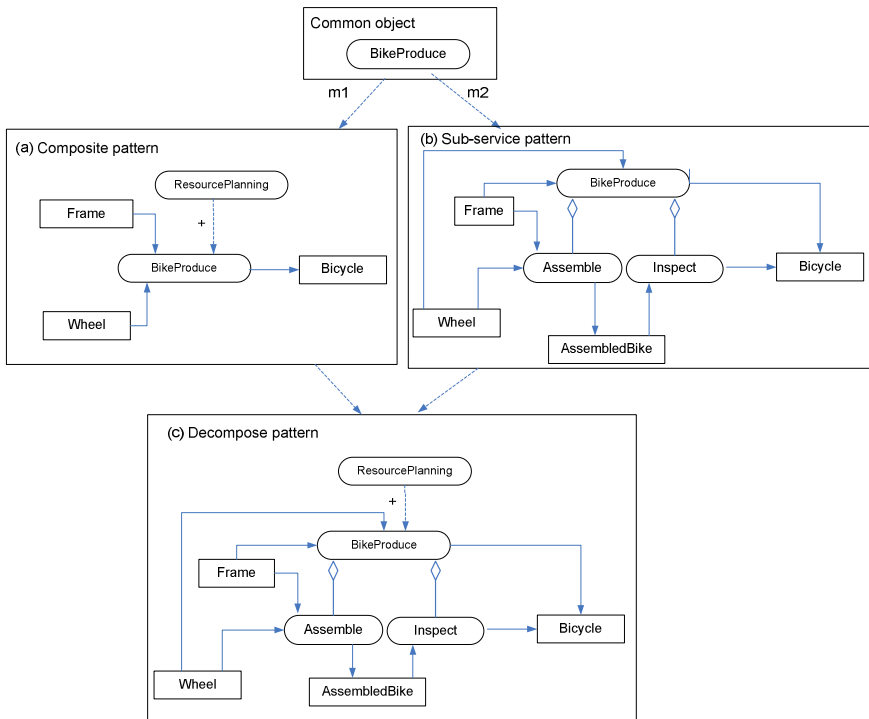 Common object
BikeProduce
m1
m2
(a) Composite pattern
ResourcePlanning
Frame
+
BikeProduce
Bicycle
Wheel
(b) Sub-service pattern
BikeProduce
Frame
Assemble
Inspect
Bicycle
Wheel
AssembledBike
(c) Decompose pattern
ResourcePlanning
+
BikeProduce
Frame
Assemble
Inspect
Bicycle
Wheel
AssembledBike